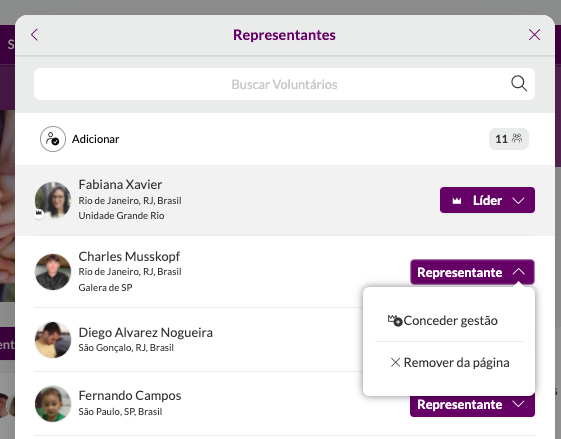 Representantes
Buscar Voluntários
Adicionar
11
Fabiana Xavier
Rio de Janeiro, RJ, Brasil
Unidade Grande Rio
Líder
Charles Musskopf
Rio de Janeiro, RJ, Brasil
Galera de SP
Representante
Conceder gestão
Remover da página
Diego Alvarez Nogueira
São Gonçalo, RJ, Brasil
Fernando Campos
São Paulo, SP, Brasil
Representante